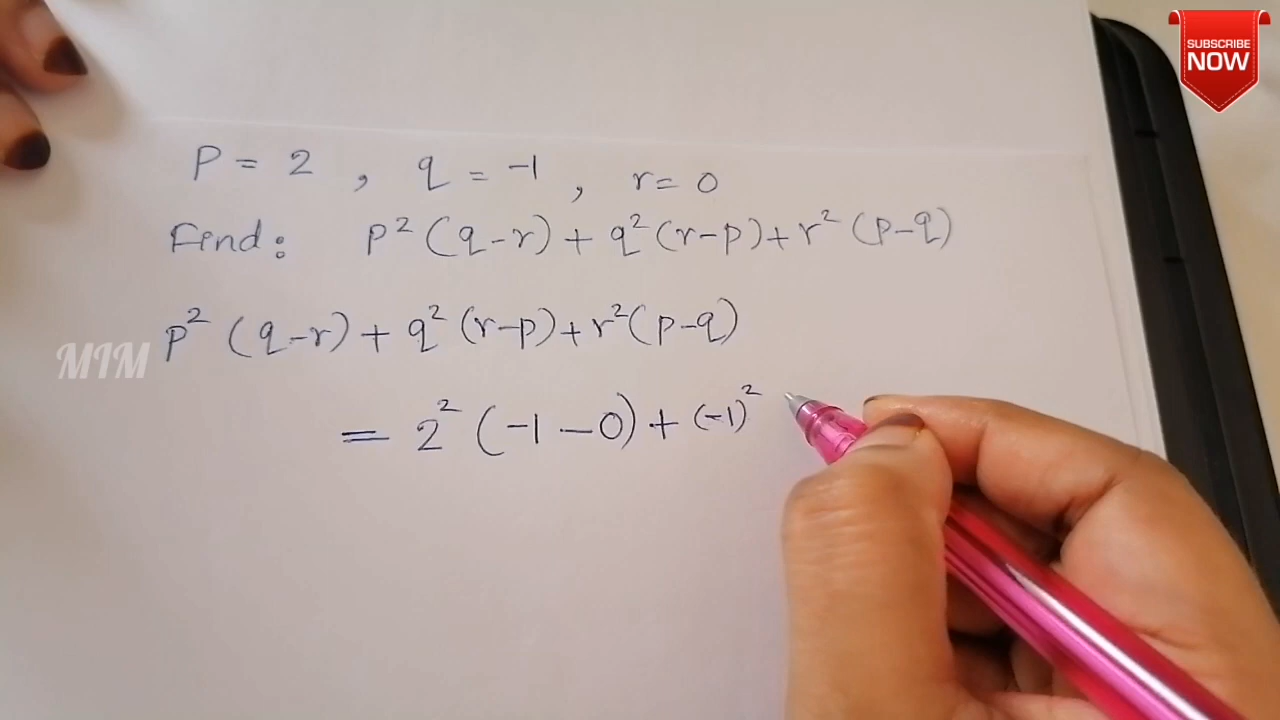 SUBSCRIBE
NOW
P = 2 , q = -1 , r = 0
Find: p² (q-r) + q² (r-p) + r² (p-q)
p² (q-r) + q² (r-p) + r² (p-q)
MIM
= 2² (-1 - 0) + (-1)²